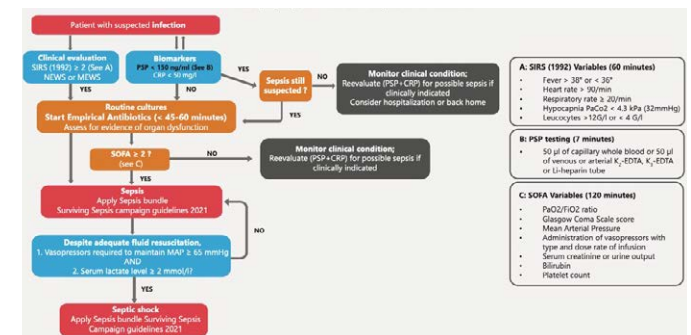 Patient with suspected infection
Clinical evaluation
SIRS (1992) ≥ 2 (See A)
NEWS or MEWS
Biomarkers
PSP < 150 ng/ml (See B)
CRP < 50 mg/l
YES
Sepsis still
suspected ?
NO
Monitor clinical condition;
Reevaluate (PSP+CRP) for possible sepsis if
clinically indicated
Consider hospitalization or back home
YES
NO
YES
Routine cultures
Start Empirical Antibiotics (< 45-60 minutes)
Assess for evidence of organ dysfunction
SOFA ≥ 2 ?
(see C)
NO
Monitor clinical condition;
Reevaluate (PSP+CRP) for possible sepsis if
clinically indicated
YES
Sepsis
Apply Sepsis bundle
Surviving Sepsis campaign guidelines 2021
NO
Despite adequate fluid resuscitation,
1. Vasopressors required to maintain MAP ≥ 65 mmHg
AND
2. Serum lactate level ≥ 2 mmol/l?
YES
Septic shock
Apply Sepsis bundle Surviving Sepsis
Campaign guidelines 2021
A: SIRS (1992) Variables (60 minutes)
• Fever > 38° or < 36°
• Heart rate > 90/min
• Respiratory rate ≥ 20/min
• Hypocapnia PaCo2 < 4.3 kPa (32mmHg)
• Leucocytes >12G/l or < 4 G/l
B: PSP testing (7 minutes)
• 50 µl of capillary whole blood or 50 µl
of venous or arterial K₂-EDTA, K₃-EDTA
or Li-heparin tube
C: SOFA Variables (120 minutes)
• PaO2/FiO2 ratio
• Glasgow Coma Scale score
• Mean Arterial Pressure
• Administration of vasopressors with
type and dose rate of infusion
• Serum creatinine or urine output
• Bilirubin
• Platelet count